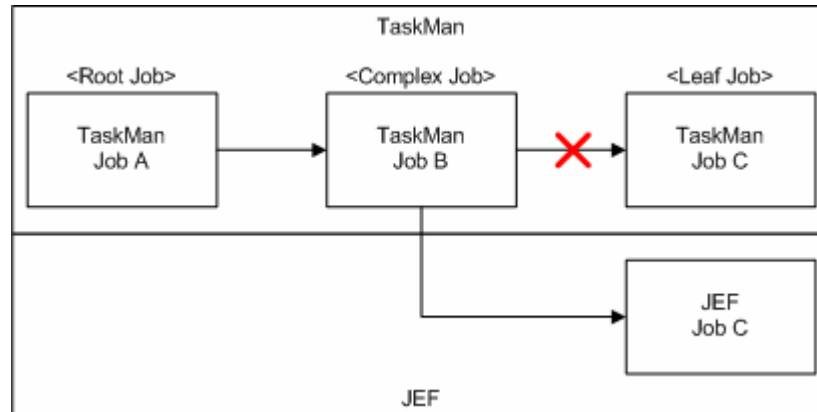 TaskMan
<Root Job>
<Complex Job>
<Leaf Job>
TaskMan
Job A
TaskMan
Job B
TaskMan
Job C
JEF
Job C
JEF